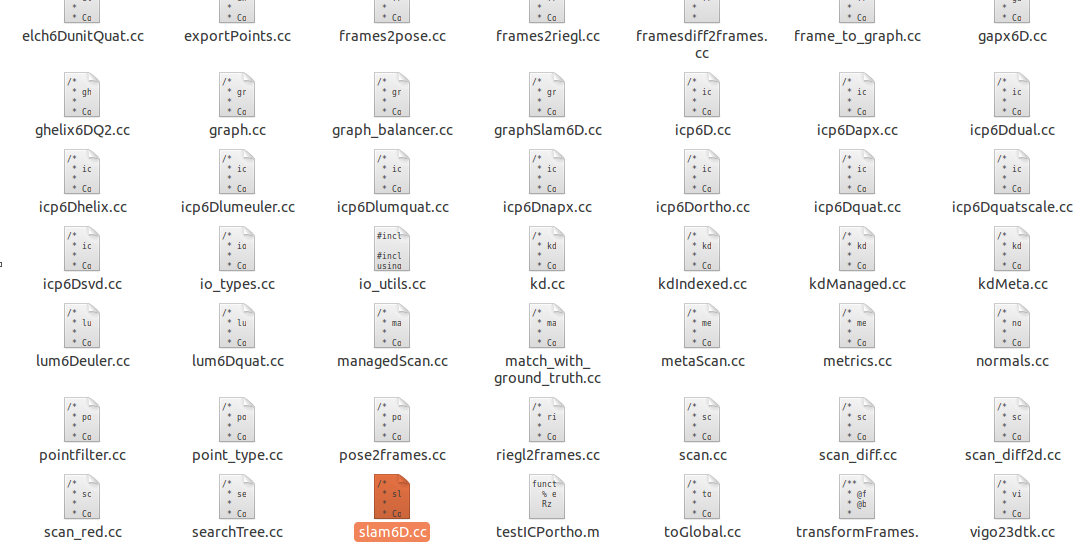 elch6DunitQuat.cc exportPoints.cc frames2pose.cc frames2riegl.cc framesdiff2frames.cc frame_to_graph.cc gapx6D.cc
ghelix6DQ2.cc graph.cc graph_balancer.cc graphSlam6D.cc icp6D.cc icp6Dapx.cc icp6Ddual.cc
icp6Dhelix.cc icp6Dlumeuler.cc icp6Dlumquat.cc icp6Dnapx.cc icp6Dortho.cc icp6Dquat.cc icp6Dquatscale.cc
icp6Dsvd.cc io_types.cc io_utils.cc kd.cc kdIndexed.cc kdManaged.cc kdMeta.cc
lum6Deuler.cc lum6Dquat.cc managedScan.cc match_with_ground_truth.cc metaScan.cc metrics.cc normals.cc
pointfilter.cc point_type.cc pose2frames.cc riegl2frames.cc scan.cc scan_diff.cc scan_diff2d.cc
scan_red.cc searchTree.cc slam6D.cc testICPortho.m toGlobal.cc transformFrames. vigo23dtk.cc